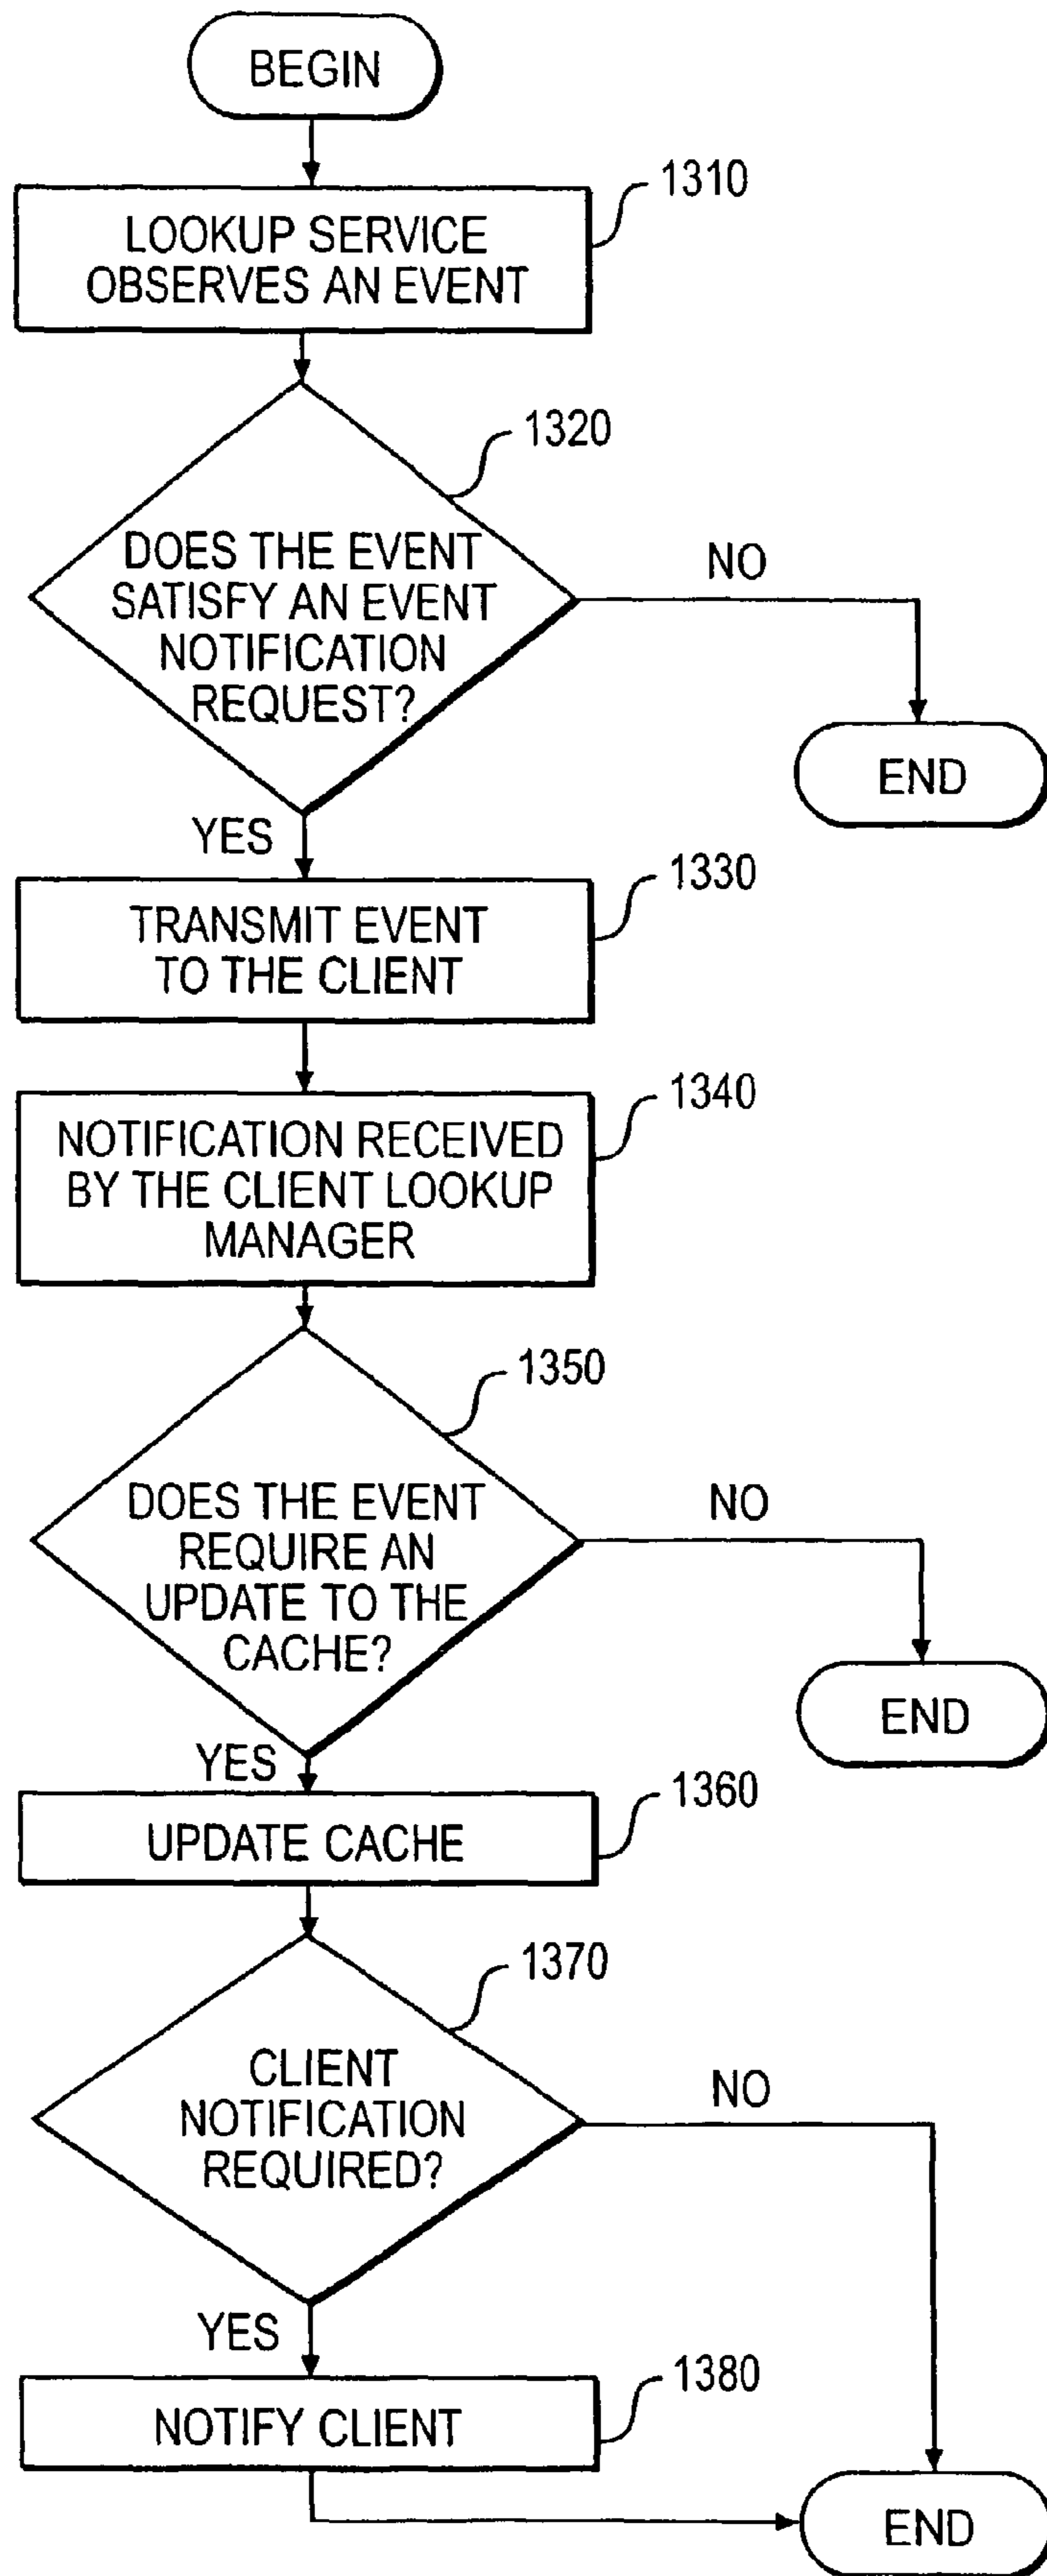 BEGIN
1310
LOOKUP SERVICE
OBSERVES AN EVENT
1320
DOES THE EVENT
SATISFY AN EVENT
NOTIFICATION
REQUEST?
NO
END
YES
1330
TRANSMIT EVENT
TO THE CLIENT
1340
NOTIFICATION RECEIVED
BY THE CLIENT LOOKUP
MANAGER
1350
DOES THE EVENT
REQUIRE AN
UPDATE TO THE
CACHE?
NO
END
YES
1360
UPDATE CACHE
1370
CLIENT
NOTIFICATION
REQUIRED?
NO
YES
1380
NOTIFY CLIENT
END